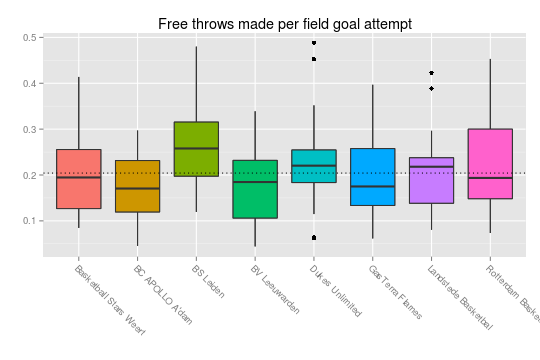 Free throws made per field goal attempt
0.5
0.4
0.3
0.2
0.1
Basketball Stars Weert
BC APOLLO A'dam
BS Leiden
BV Leeuwarden
Dukes Unlimited
GasTerra Flames
Landstede Basketbal
Rotterdam